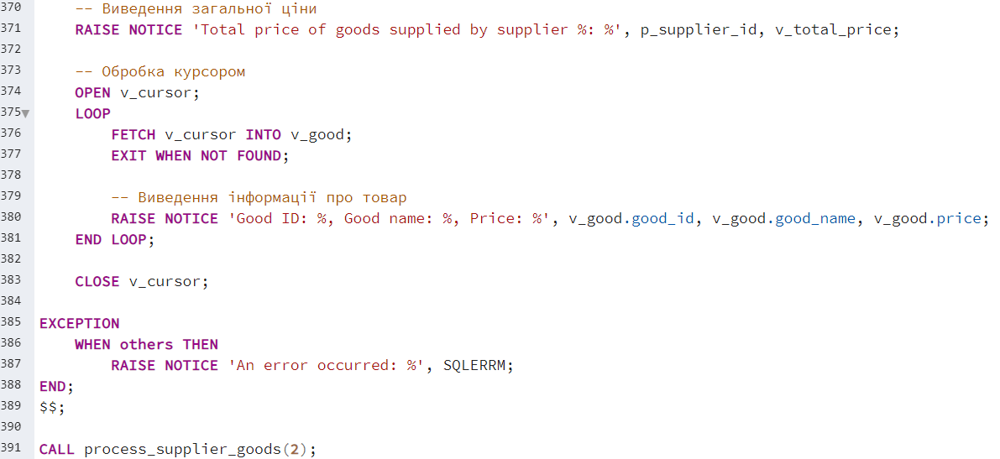 370     -- Виведення загальної ціни
371     RAISE NOTICE 'Total price of goods supplied by supplier %: %', p_supplier_id, v_total_price;
372
373     -- Обробка курсором
374     OPEN v_cursor;
375     LOOP
376         FETCH v_cursor INTO v_good;
377         EXIT WHEN NOT FOUND;
378
379         -- Виведення інформації про товар
380         RAISE NOTICE 'Good ID: %, Good name: %, Price: %', v_good.good_id, v_good.good_name, v_good.price;
381     END LOOP;
382
383     CLOSE v_cursor;
384
385 EXCEPTION
386     WHEN others THEN
387         RAISE NOTICE 'An error occurred: %', SQLERRM;
388 END;
389 $$;
390
391 CALL process_supplier_goods(2);